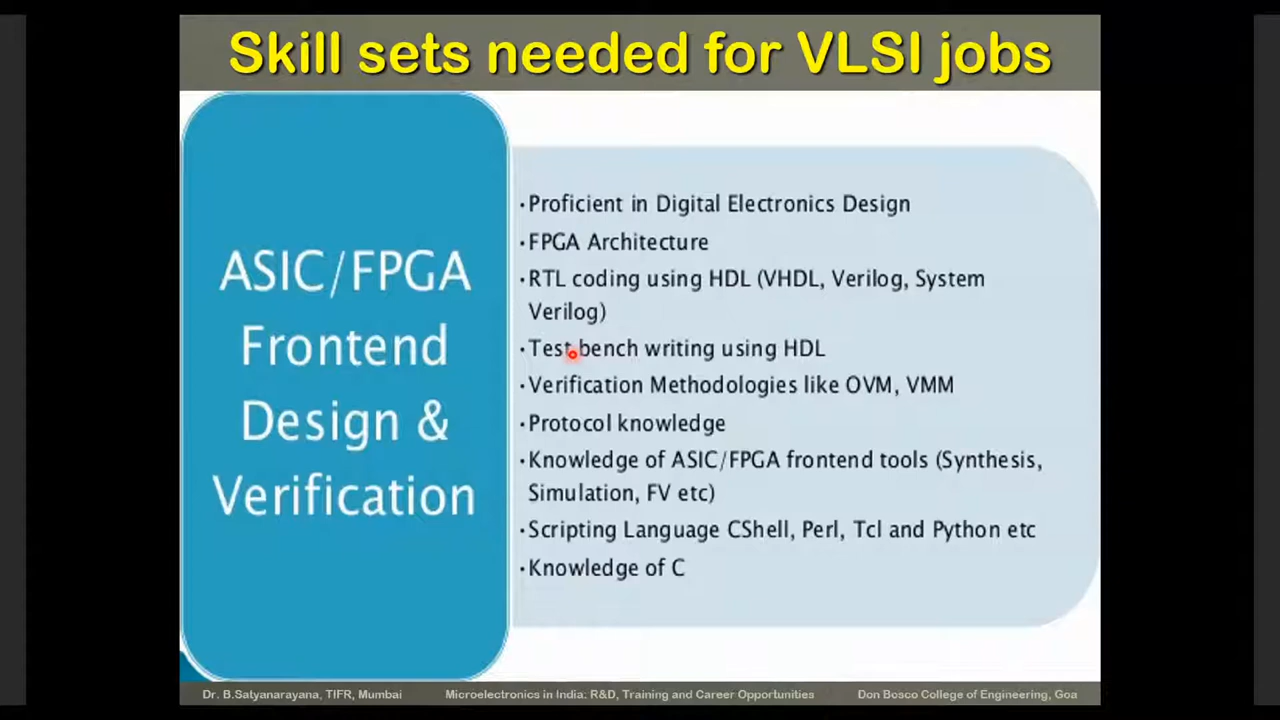 Skill sets needed for VLSI jobs
ASIC/FPGA
Frontend
Design &
Verification
·Proficient in Digital Electronics Design
·FPGA Architecture
·RTL coding using HDL (VHDL, Verilog, System
Verilog)
·Test bench writing using HDL
·Verification Methodologies like OVM, VMM
·Protocol knowledge
·Knowledge of ASIC/FPGA frontend tools (Synthesis,
Simulation, FV etc)
·Scripting Language CShell, Perl, Tcl and Python etc
·Knowledge of C
Dr. B.Satyanarayana, TIFR, Mumbai Microelectronics in India: R&D, Training and Career Opportunities Don Bosco College of Engineering, Goa